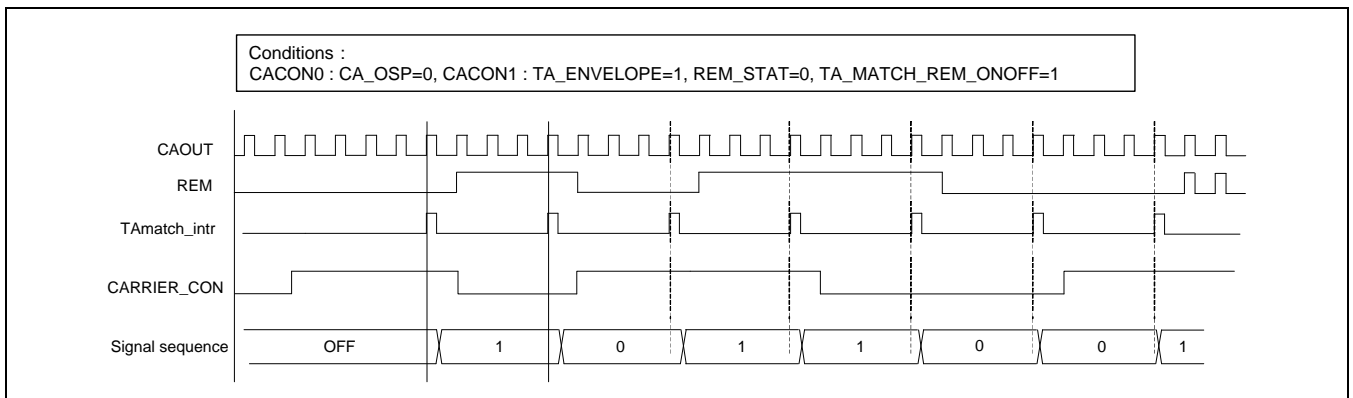 Conditions :
CACON0 : CA_OSP=0, CACON1 : TA_ENVELOPE=1, REM_STAT=0, TA_MATCH_REM_ONOFF=1
CAOUT
REM
TAmatch_intr
CARRIER_CON
Signal sequence OFF 1 0 1 1 0 0 1